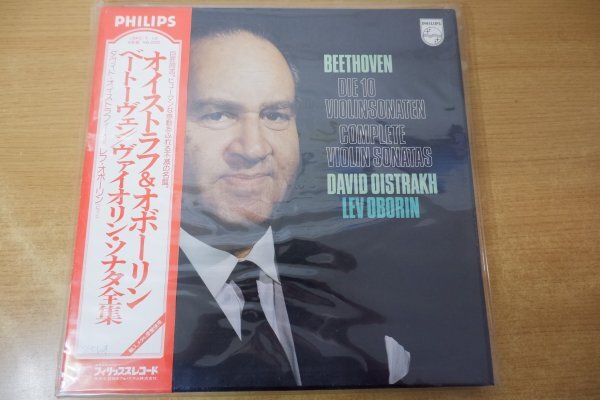 PHILIPS
オイストラフ&オボーリン
ベートーヴェン/ヴァイオリン・ソナタ全集
フィリップスレコード
PHILIPS
BEETHOVEN
DIE 10
VIOLINSONATEN
COMPLETE
VIOLIN SONATAS
DAVID OISTRAKH
LEV OBORIN